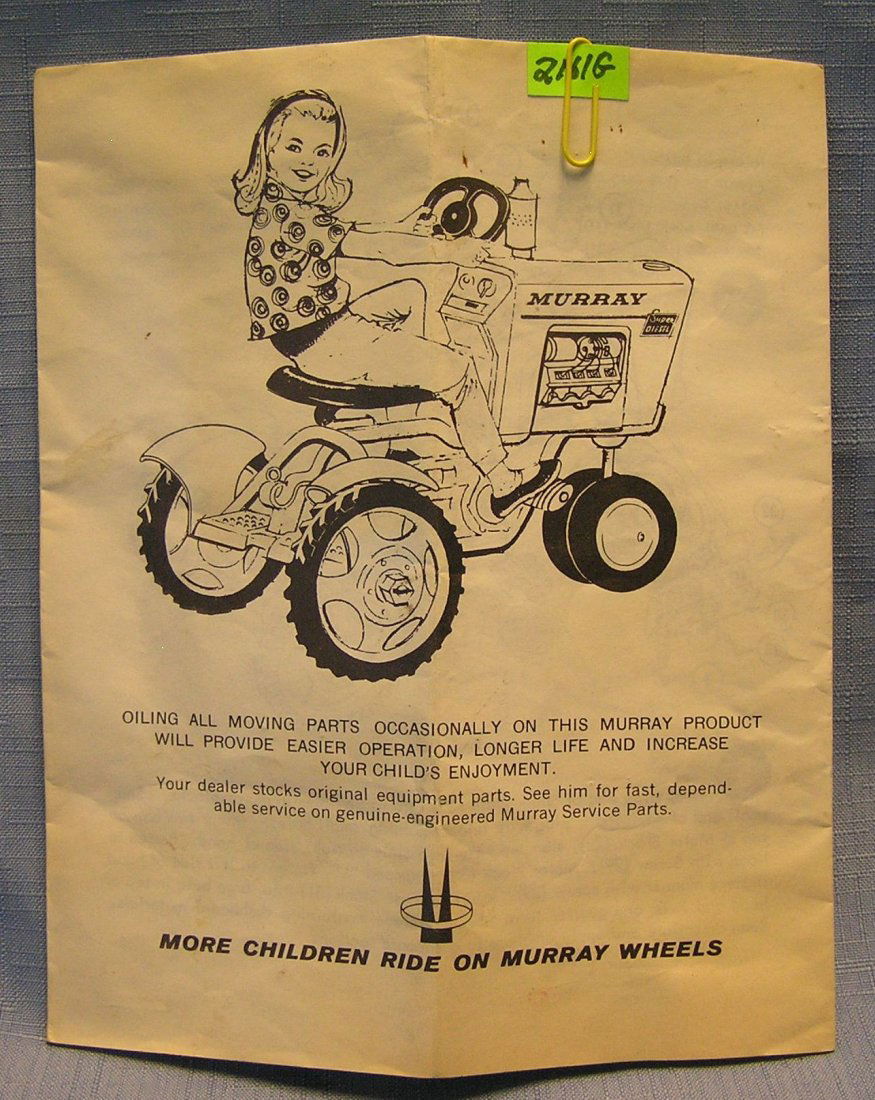 2161G
MURRAY
Super
DIESEL
OILING ALL MOVING PARTS OCCASIONALLY ON THIS MURRAY PRODUCT
WILL PROVIDE EASIER OPERATION, LONGER LIFE AND INCREASE
YOUR CHILD'S ENJOYMENT.
Your dealer stocks original equipment parts. See him for fast, depend-
able service on genuine-engineered Murray Service Parts.
MORE CHILDREN RIDE ON MURRAY WHEELS